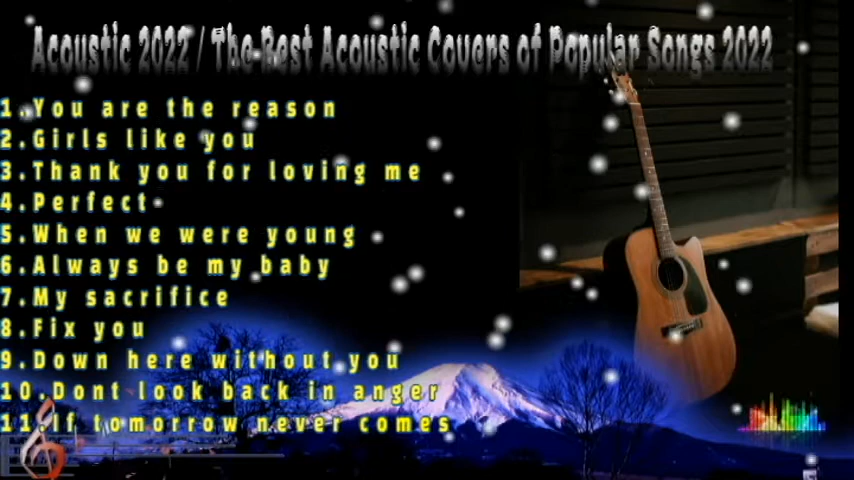 Acoustic 2022 / The Best Acoustic Covers of Popular Songs 2022
1.You are the reason
2.Girls like you
3.Thank you for loving me
4.Perfect
5.When we were young
6.Always be my baby
7.My sacrifice
8.Fix you
9.Down here without you
10.Dont look back in anger
11.If tomorrow never comes